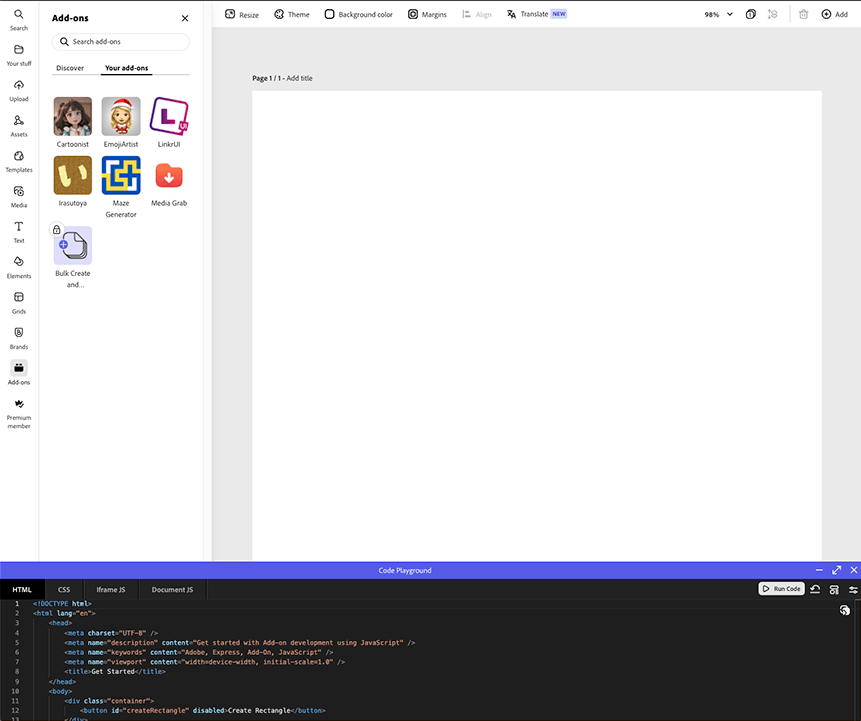 Search
Your stuff
Upload
Assets
Templates
Media
Text
Elements
Grids
Brands
Add-ons
Premium
member
Add-ons
Search add-ons
Discover
Your add-ons
Cartoonist
EmojiArtist
L
UI
LinkrUI
Irasutoya
Maze
Generator
Media Grab
Bulk Create
and...
Resize
Theme
Background color
Margins
Align
Translate NEW
98%
Add
Page 1 / 1 - Add title
Code Playground
HTML
CSS
Iframe JS
Document JS
Run Code
1 <!DOCTYPE html>
2 <html lang="en">
3 <head>
4 <meta charset="UTF-8" />
5 <meta name="description" content="Get started with Add-on development using JavaScript" />
6 <meta name="keywords" content="Adobe, Express, Add-On, JavaScript" />
7 <meta name="viewport" content="width=device-width, initial-scale=1.0" />
8 <title>Get Started</title>
9 </head>
10 <body>
11 <div class="container">
12 <button id="createRectangle" disabled>Create Rectangle</button>
13 </div>